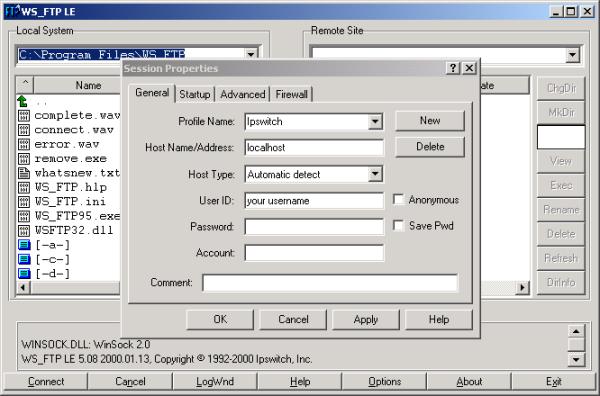 WS_FTP LE
Local System
Remote Site
C:\Program Files\WS_FTP
^ Name
..
complete.wav
connect.wav
error.wav
remove.exe
whatsnew.txt
WS_FTP.hlp
WS_FTP.ini
WS_FTP95.exe
WSFTP32.dll
[-a-]
[-c-]
[-d-]
Session Properties
General Startup Advanced Firewall
Profile Name: Ipswitch New
Host Name/Address: localhost Delete
Host Type: Automatic detect
User ID: your username Anonymous
Password: Save Pwd
Account:
Comment:
OK Cancel Apply Help
ChgDir
MkDir
View
Exec
Rename
Delete
Refresh
DirInfo
WINSOCK.DLL: WinSock 2.0
WS_FTP LE 5.08 2000.01.13, Copyright © 1992-2000 Ipswitch, Inc.
Connect Cancel LogWnd Help Options About Exit